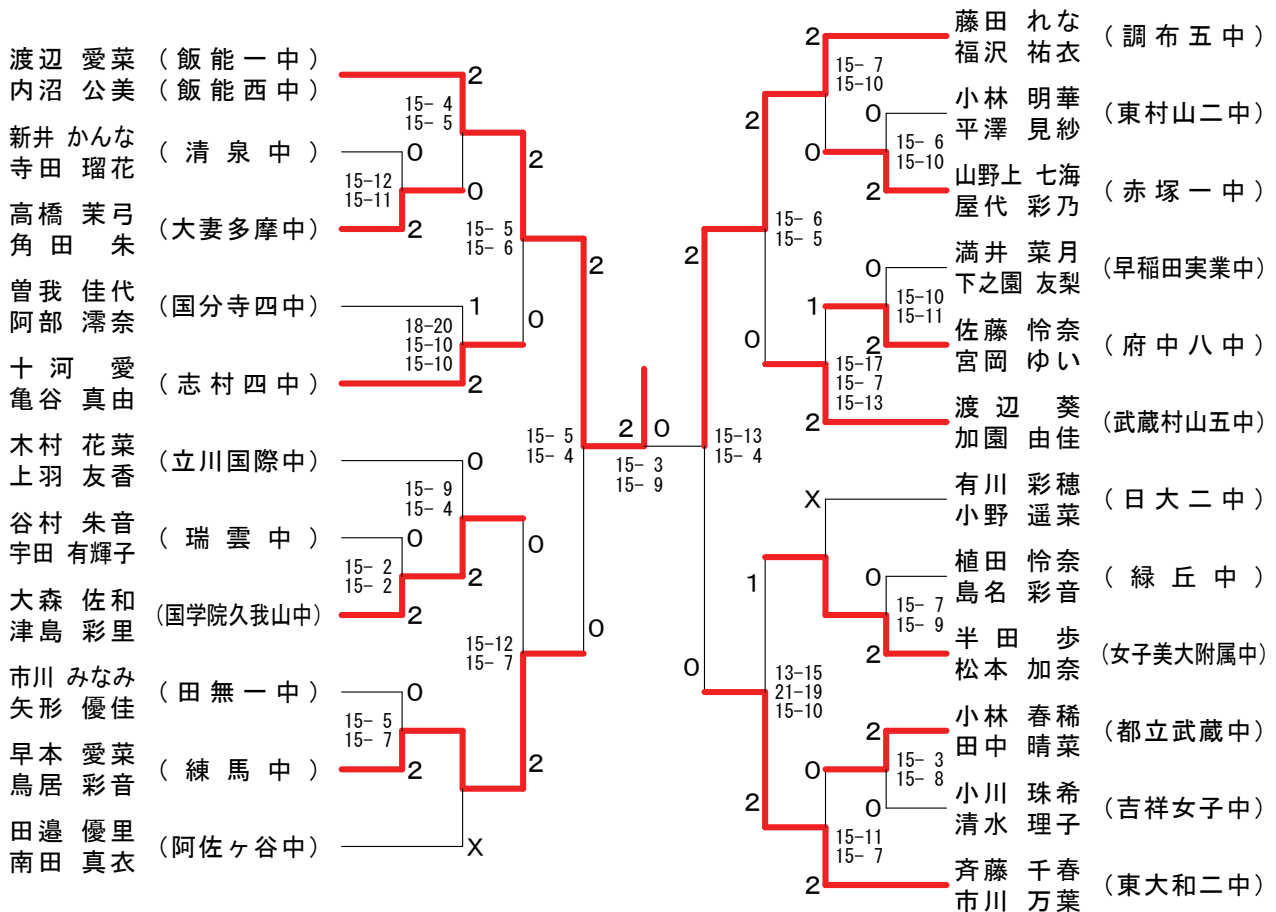 渡辺 愛菜 (飯能一中)
内沼 公美 (飯能西中)
2
15- 4
15- 5
新井 かんな
寺田 瑠花
(清泉中)
0
15-12
15-11
0
高橋 茉弓
角田 朱
(大妻多摩中)
2
2
15- 5
15- 6
曽我 佳代
阿部 澪奈
(国分寺四中)
1
18-20
15-10
15-10
0
十河 愛
亀谷 真由
(志村四中)
2
2
15- 5
15- 4
木村 花菜
上羽 友香
(立川国際中)
0
15- 9
15- 4
谷村 朱音
宇田 有輝子
(瑞雲中)
0
15- 2
15- 2
2
0
大森 佐和
津島 彩里
(国学院久我山中)
2
15-12
15- 7
0
市川 みなみ
矢形 優佳
(田無一中)
0
15- 5
15- 7
早本 愛菜
鳥居 彩音
(練馬中)
2
2
田邉 優里
南田 真衣
(阿佐ヶ谷中)
X
2 0
15- 3
15- 9
藤田 れな
福沢 祐衣
(調布五中)
2
15- 7
15-10
小林 明華
平澤 見紗
(東村山二中)
0
15- 6
15-10
2
0
山野上 七海
屋代 彩乃
(赤塚一中)
2
15- 6
15- 5
2
満井 菜月
下之園 友梨
(早稲田実業中)
0
15-10
15-11
1
佐藤 怜奈
宮岡 ゆい
(府中八中)
2
0
15-17
15- 7
15-13
渡辺 葵
加園 由佳
(武蔵村山五中)
2
15-13
15- 4
有川 彩穂
小野 遥菜
(日大二中)
X
植田 怜奈
島名 彩音
(緑丘中)
0
15- 7
15- 9
1
半田 歩
松本 加奈
(女子美大附属中)
2
0
13-15
21-19
15-10
小林 春稀
田中 晴菜
(都立武蔵中)
2
15- 3
15- 8
0
小川 珠希
清水 理子
(吉祥女子中)
0
2
15-11
15- 7
斉藤 千春
市川 万葉
(東大和二中)
2